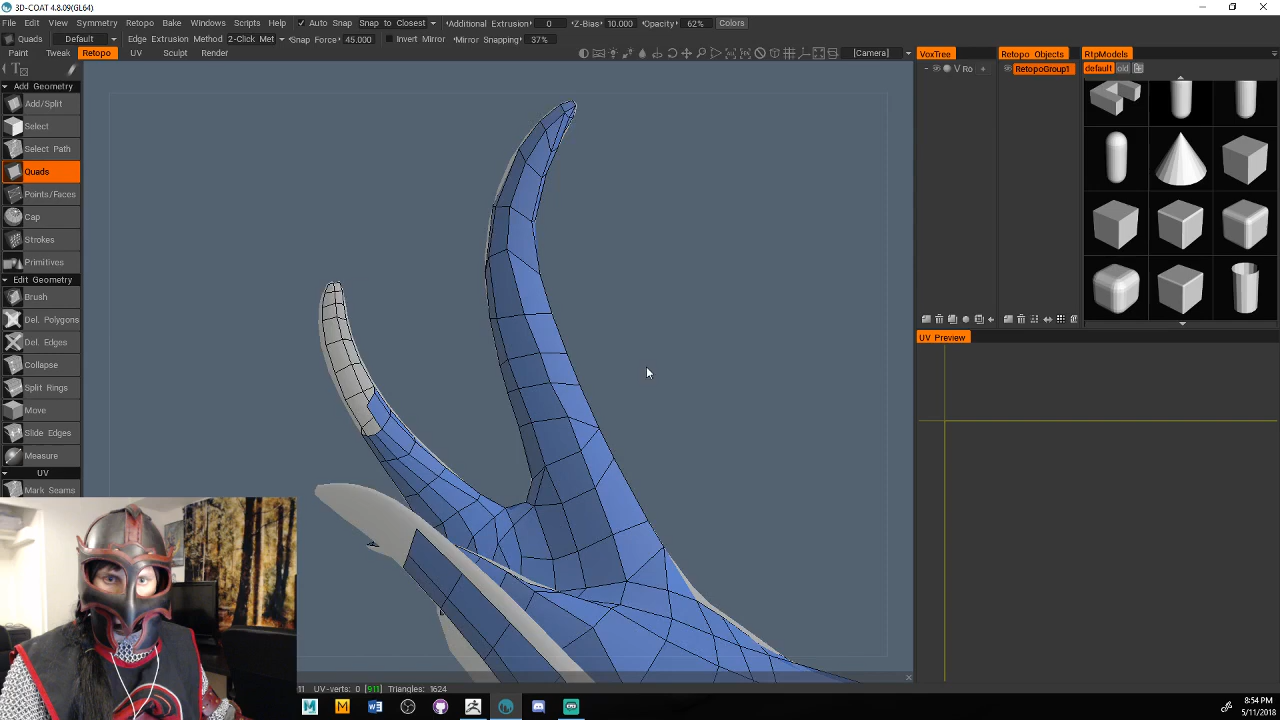 3D-COAT 4.8.09(GL64)
File Edit View Symmetry Retopo Bake Windows Scripts Help Auto Snap Snap to Closest Additional Extrusion 0 Z-Bias 10.000 Opacity 62% Colors
Quads Default Edge Extrusion Method 2-Click Met Snap Force 45.000 Invert Mirror Mirror Snapping 37%
Paint Tweak Retopo UV Sculpt Render [Camera] VoxTree Retopo Objects RtpModels
V Ro + RetopoGroup1 default old
Add Geometry
Add/Split
Select
Select Path
Quads
Points/Faces
Cap
Strokes
Primitives
Edit Geometry
Brush
Del. Polygons
Del. Edges
Collapse
Split Rings
Move
Slide Edges
Measure
UV
Mark Seams
UV Preview
11 UV-verts: 0 [911] Triangles: 1624
8:54 PM
5/11/2018